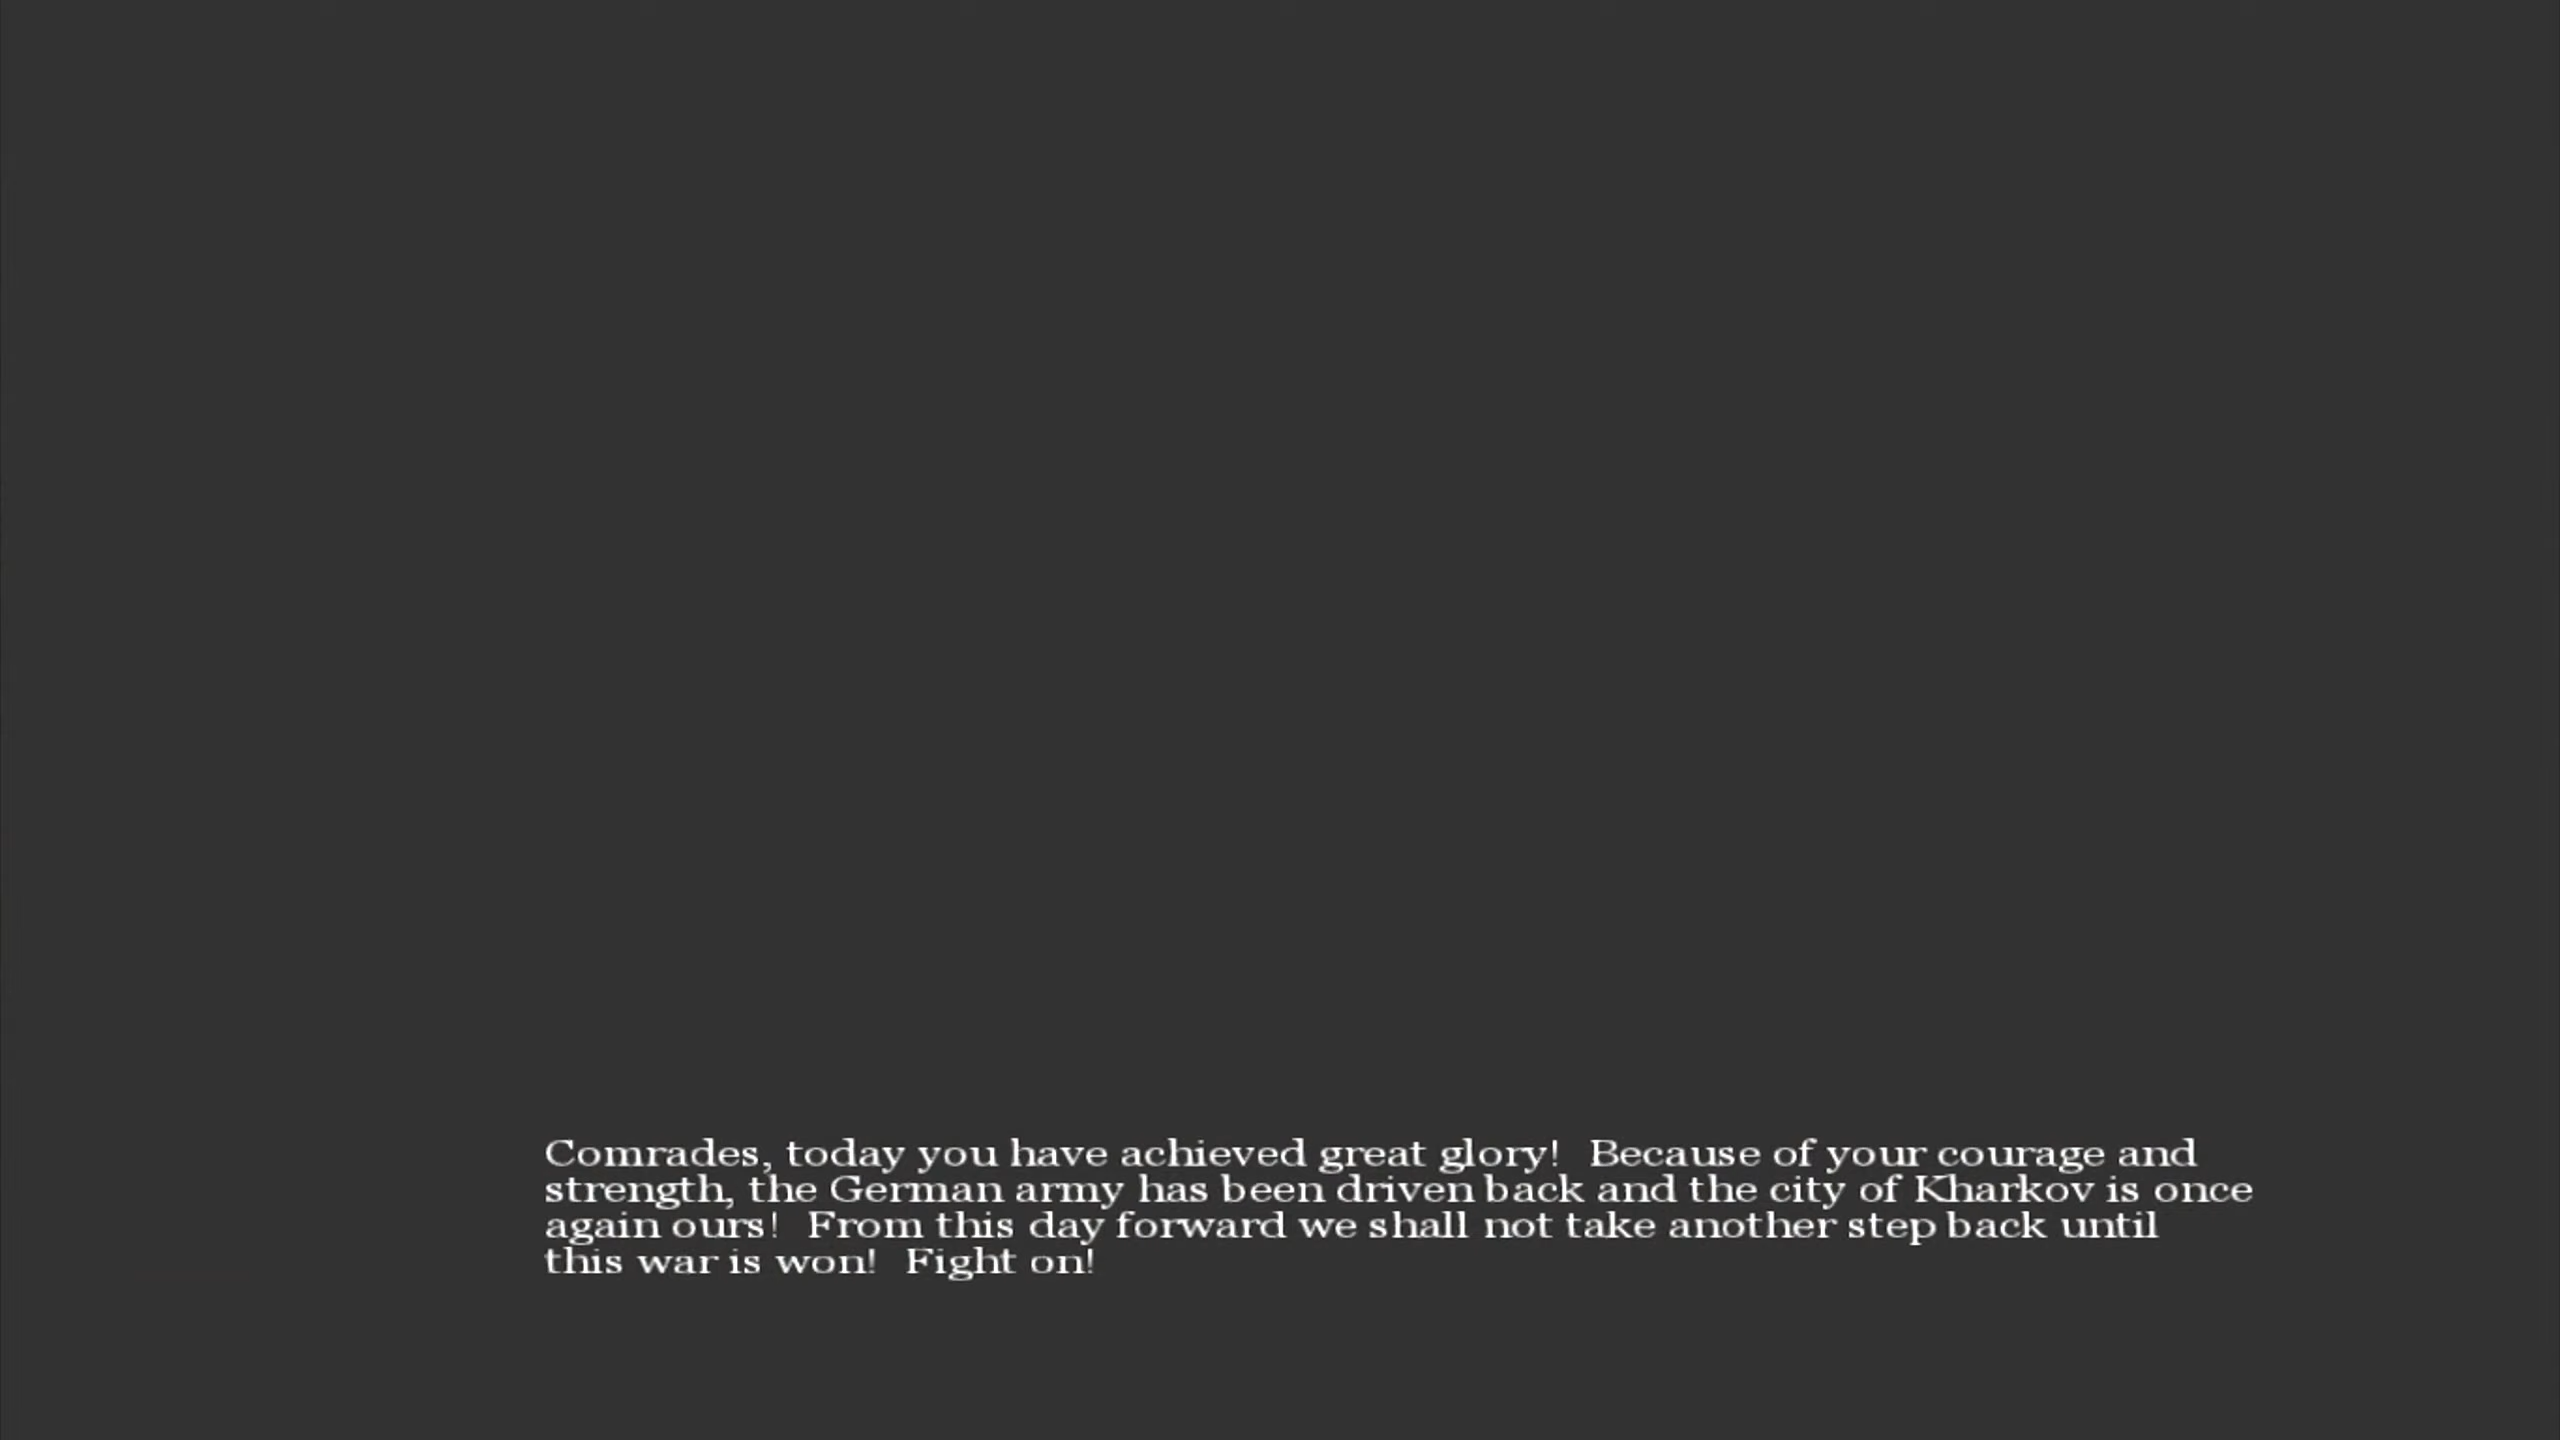 Comrades, today you have achieved great glory!  Because of your courage and
strength, the German army has been driven back and the city of Kharkov is once
again ours!  From this day forward we shall not take another step back until
this war is won!  Fight on!